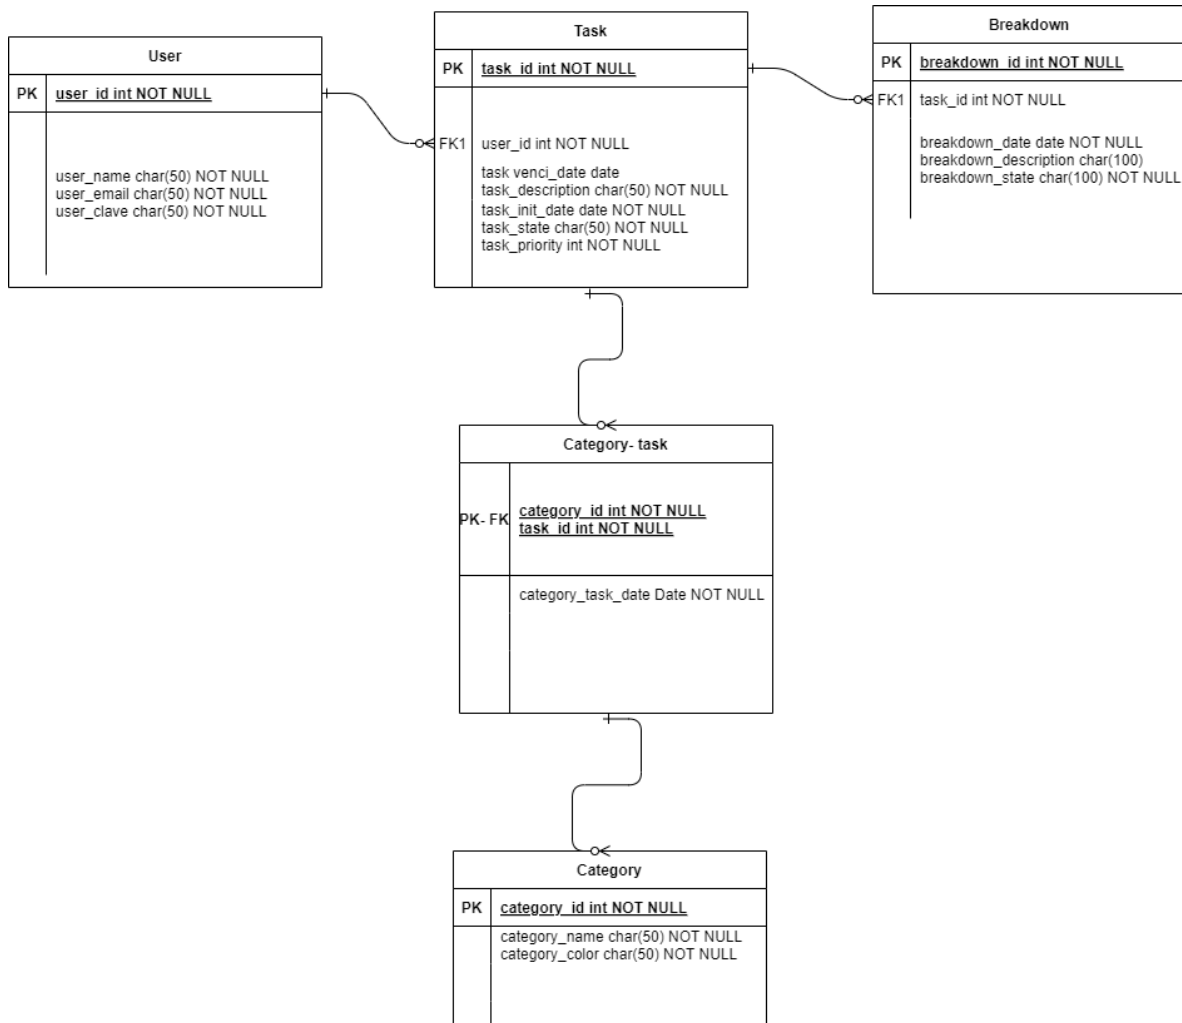 User
PK
user_id int NOT NULL
user_name char(50) NOT NULL
user_email char(50) NOT NULL
user_clave char(50) NOT NULL
Task
PK
task_id int NOT NULL
FK1
user_id int NOT NULL
task venci_date date
task_description char(50) NOT NULL
task_init_date date NOT NULL
task_state char(50) NOT NULL
task_priority int NOT NULL
Breakdown
PK
breakdown_id int NOT NULL
FK1
task_id int NOT NULL
breakdown_date date NOT NULL
breakdown_description char(100)
breakdown_state char(100) NOT NULL
Category- task
PK- FK
category_id int NOT NULL
task_id int NOT NULL
category_task_date Date NOT NULL
Category
PK
category_id int NOT NULL
category_name char(50) NOT NULL
category_color char(50) NOT NULL